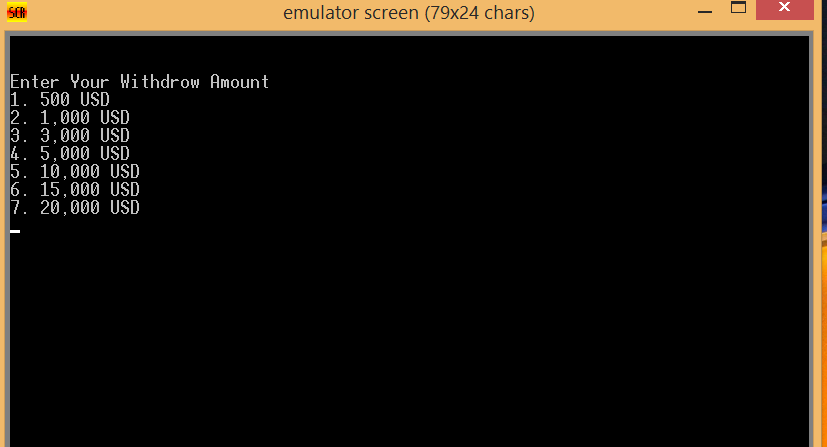 SCR
emulator screen (79x24 chars)
Enter Your Withdrow Amount
1. 500 USD
2. 1,000 USD
3. 3,000 USD
4. 5,000 USD
5. 10,000 USD
6. 15,000 USD
7. 20,000 USD